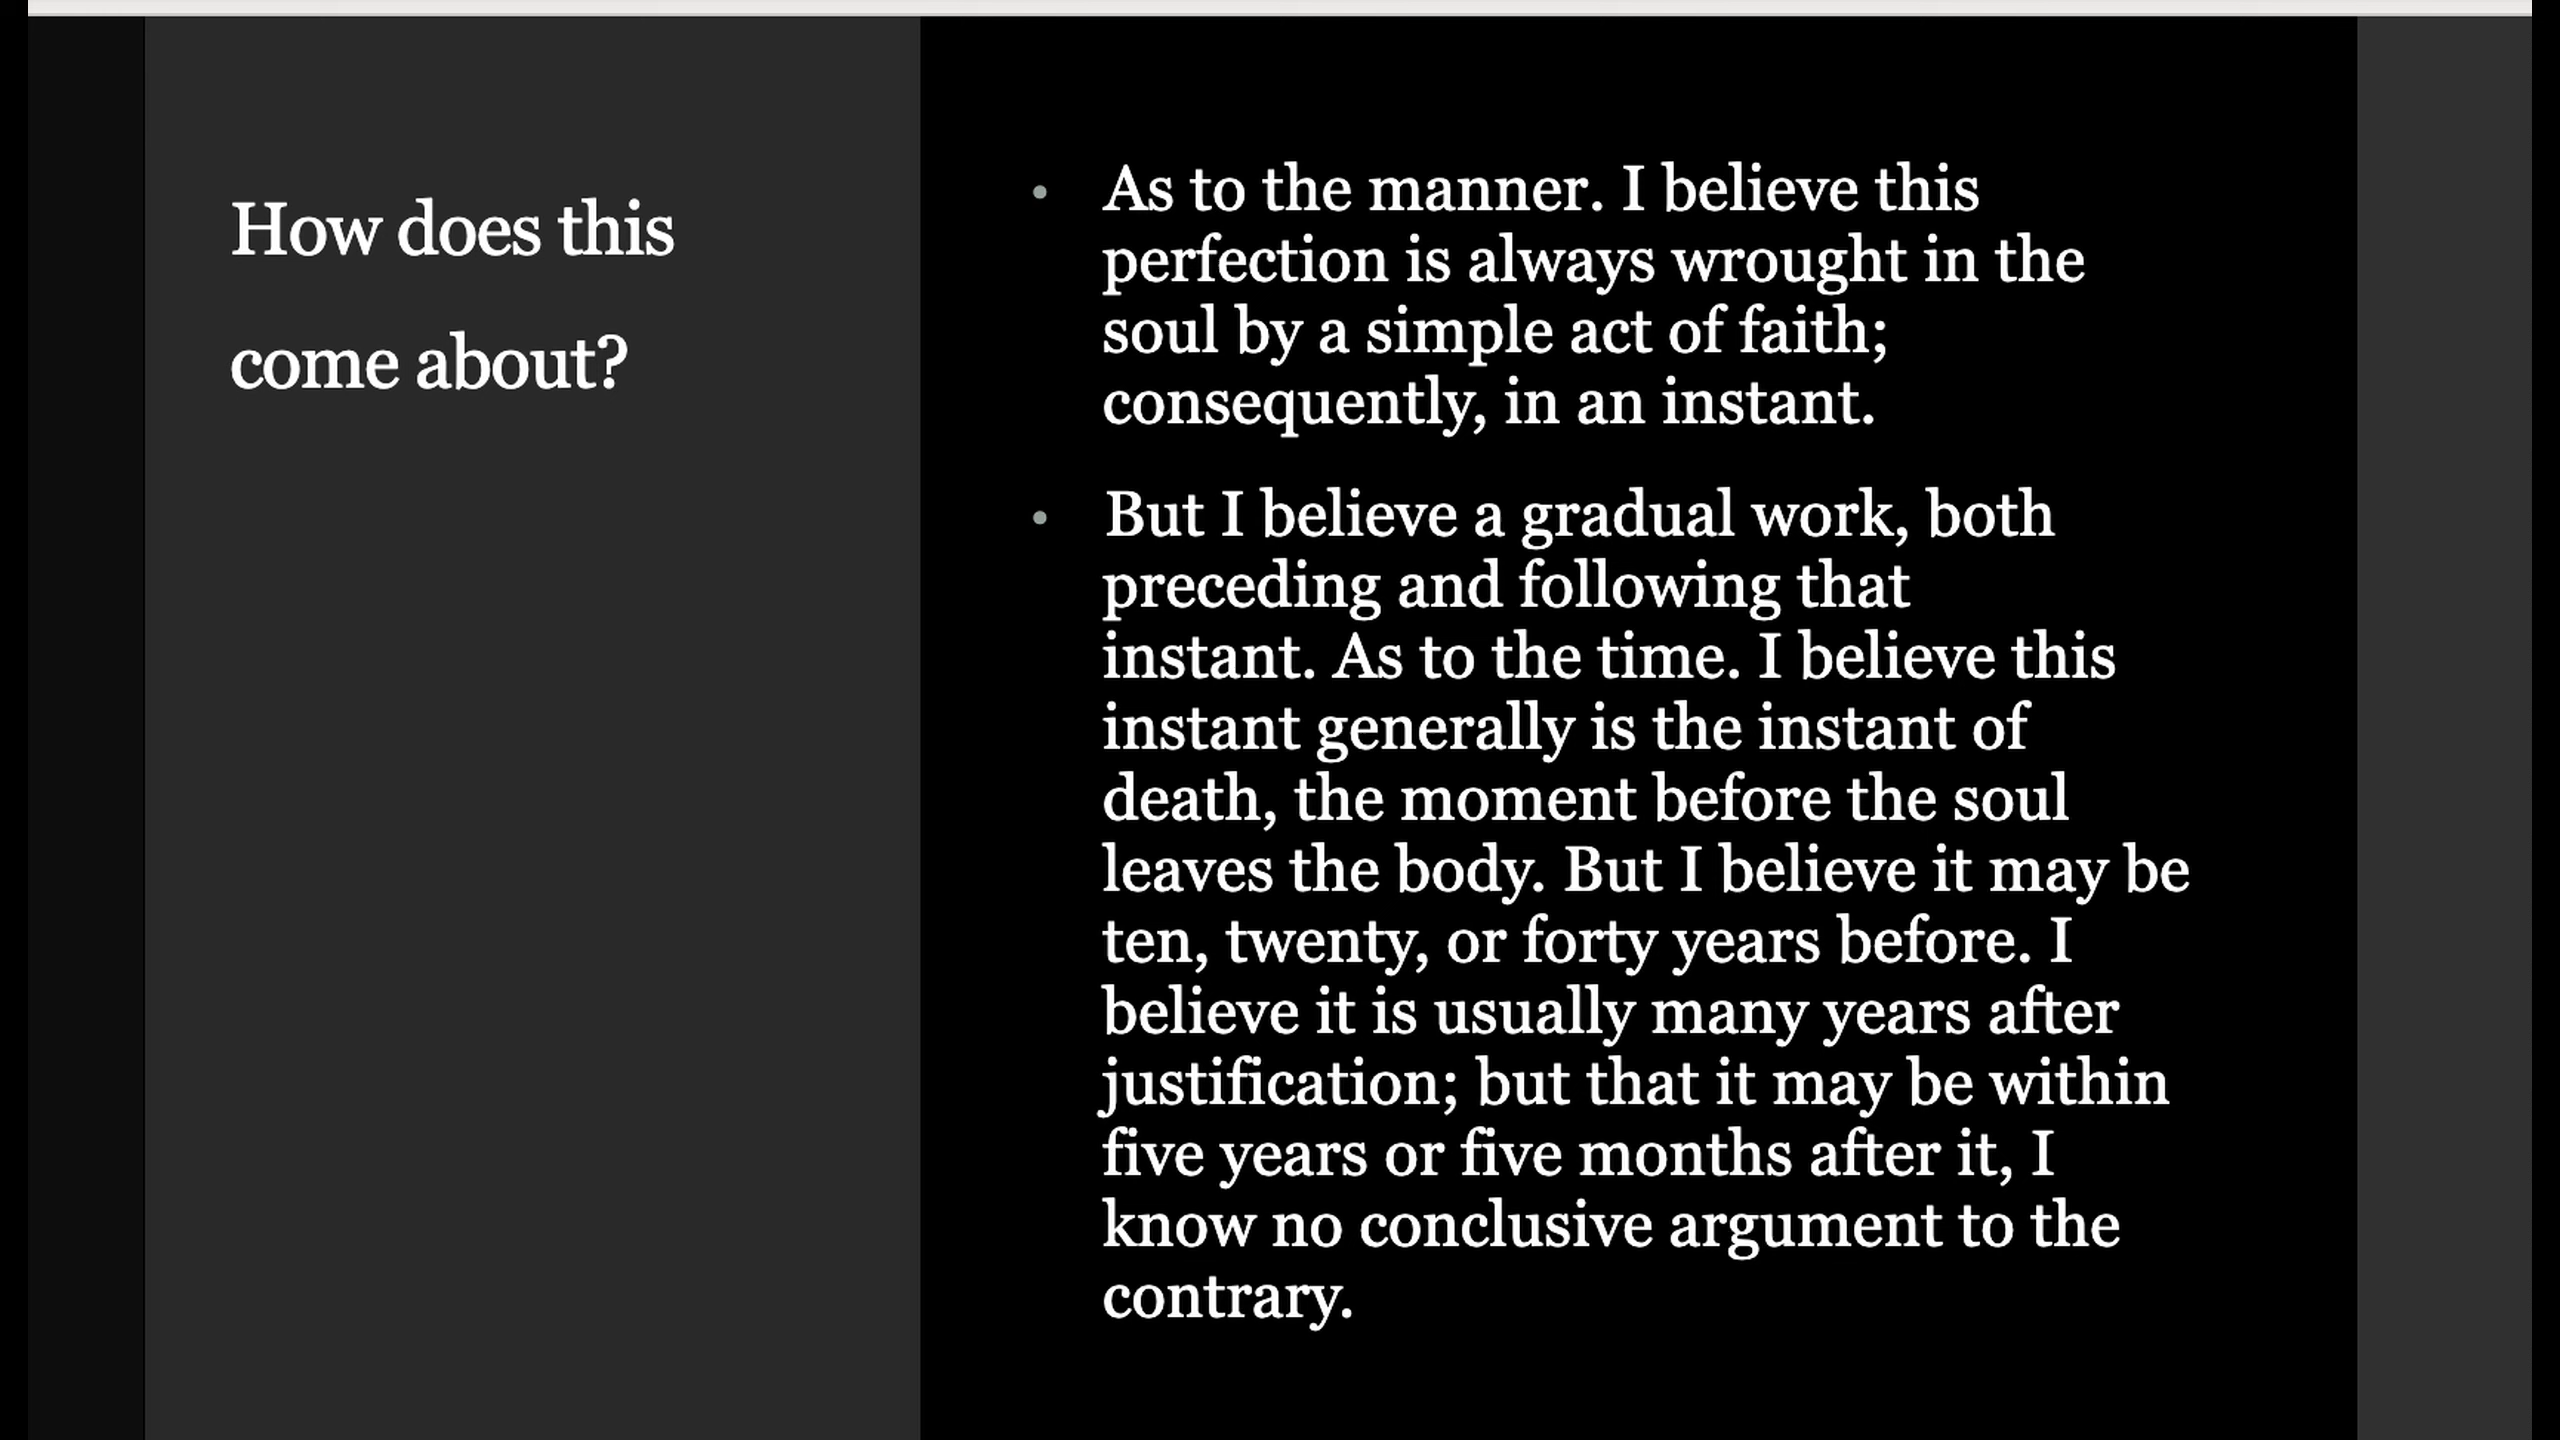 How does this
come about?
• As to the manner. I believe this
perfection is always wrought in the
soul by a simple act of faith;
consequently, in an instant.
• But I believe a gradual work, both
preceding and following that
instant. As to the time. I believe this
instant generally is the instant of
death, the moment before the soul
leaves the body. But I believe it may be
ten, twenty, or forty years before. I
believe it is usually many years after
justification; but that it may be within
five years or five months after it, I
know no conclusive argument to the
contrary.